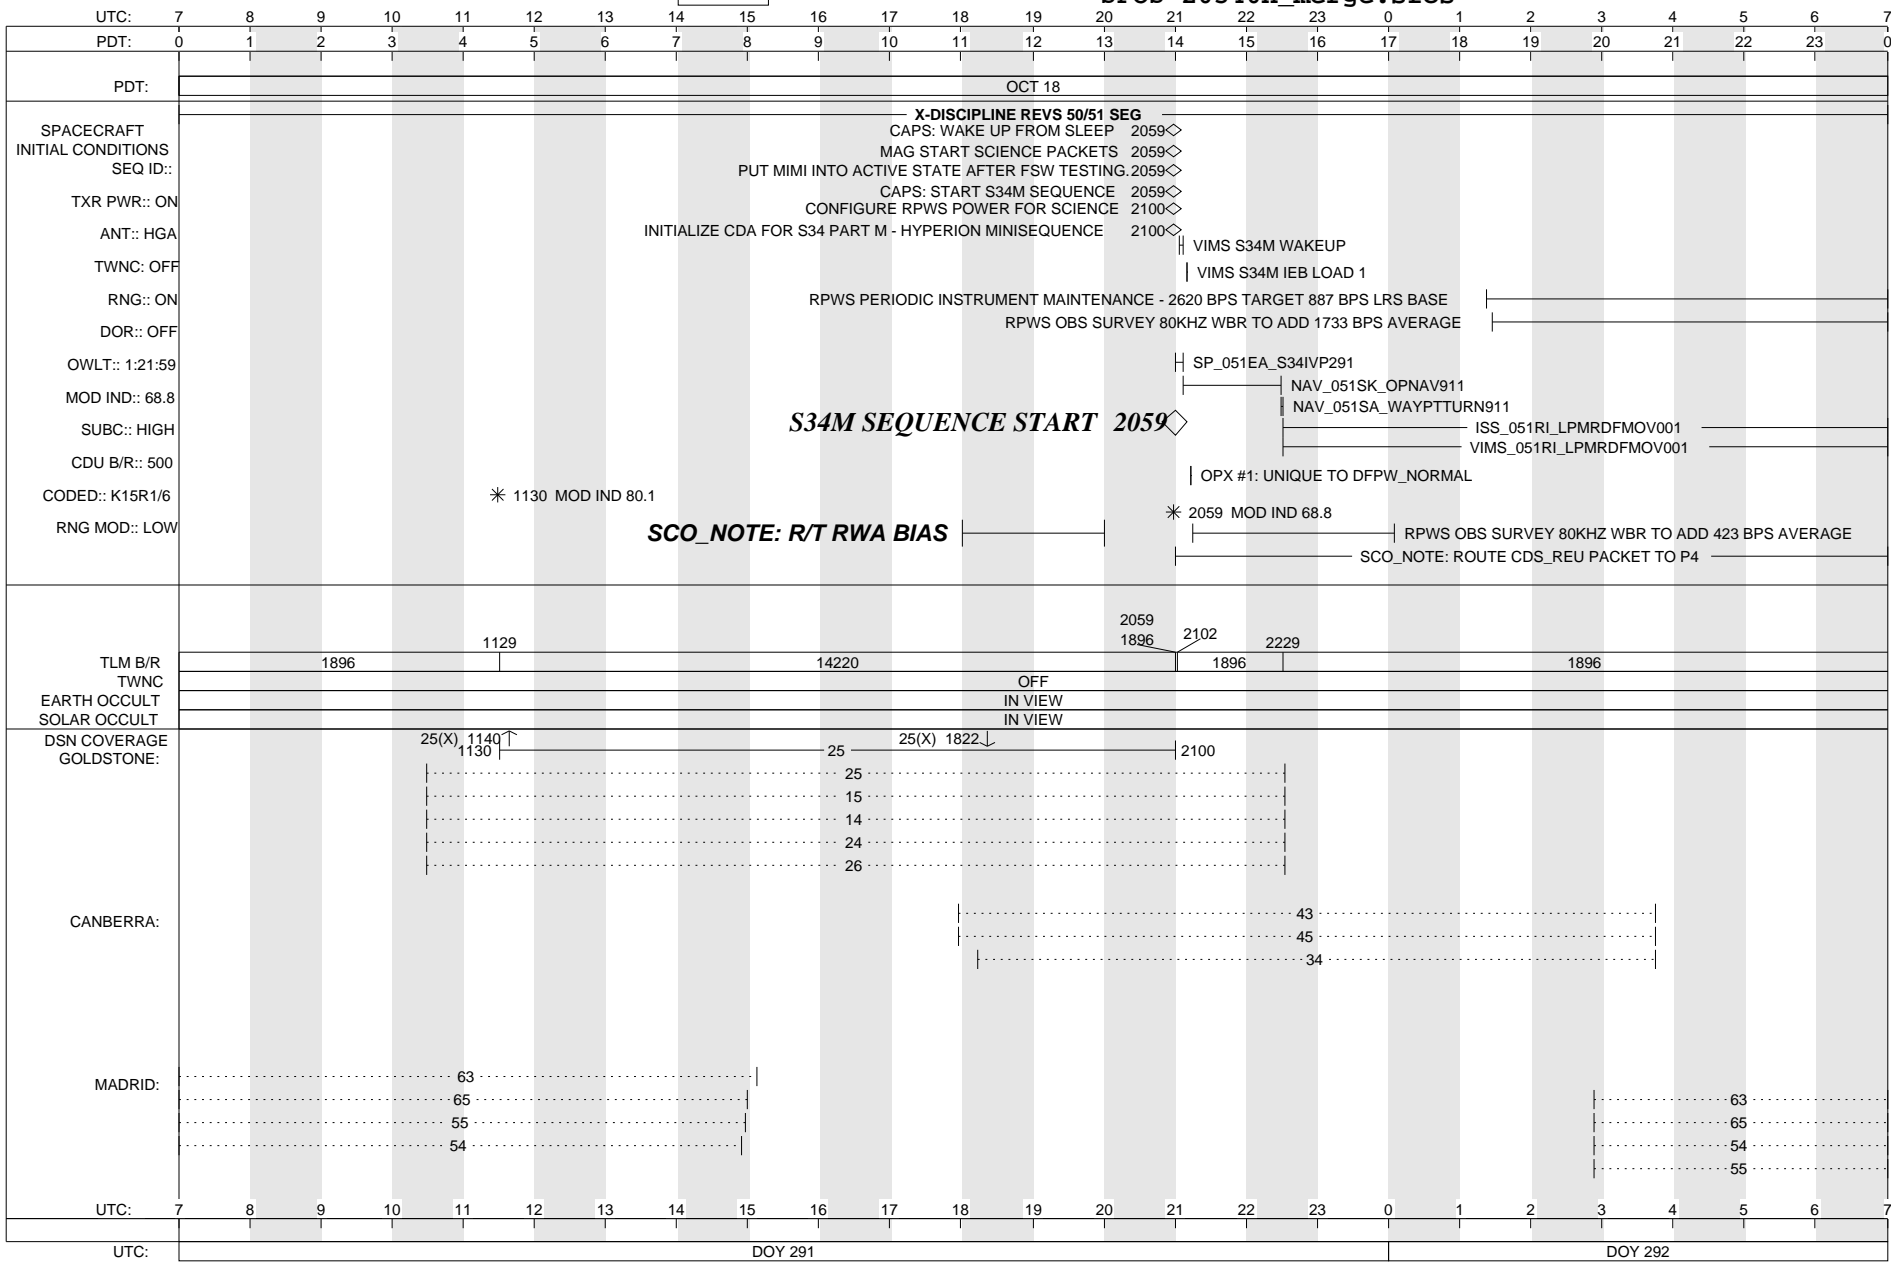 UTC: 7 8 9 10 11 12 13 14 15 16 17 18 19 20 21 22 23 0 1 2 3 4 5 6 7
PDT: 0 1 2 3 4 5 6 7 8 9 10 11 12 13 14 15 16 17 18 19 20 21 22 23 0
PDT: OCT 18
X-DISCIPLINE REVS 50/51 SEG
SPACECRAFT
INITIAL CONDITIONS
SEQ ID::
TXR PWR:: ON
ANT:: HGA
TWNC: OFF
RNG:: ON
DOR:: OFF
OWLT:: 1:21:59
MOD IND:: 68.8
SUBC:: HIGH
CDU B/R:: 500
CODED:: K15R1/6
RNG MOD:: LOW
CAPS: WAKE UP FROM SLEEP 2059
MAG START SCIENCE PACKETS 2059
PUT MIMI INTO ACTIVE STATE AFTER FSW TESTING. 2059
CAPS: START S34M SEQUENCE 2059
CONFIGURE RPWS POWER FOR SCIENCE 2100
INITIALIZE CDA FOR S34 PART M - HYPERION MINISEQUENCE 2100
VIMS S34M WAKEUP
VIMS S34M IEB LOAD 1
RPWS PERIODIC INSTRUMENT MAINTENANCE - 2620 BPS TARGET 887 BPS LRS BASE
RPWS OBS SURVEY 80KHZ WBR TO ADD 1733 BPS AVERAGE
SP_051EA_S34IVP291
NAV_051SK_OPNAV911
NAV_051SA_WAYPTTURN911
S34M SEQUENCE START 2059
ISS_051RI_LPMRDFMOV001
VIMS_051RI_LPMRDFMOV001
OPX #1: UNIQUE TO DFPW_NORMAL
1130 MOD IND 80.1
2059 MOD IND 68.8
SCO_NOTE: R/T RWA BIAS
RPWS OBS SURVEY 80KHZ WBR TO ADD 423 BPS AVERAGE
SCO_NOTE: ROUTE CDS_REU PACKET TO P4
2059
1129 1896 2102 2229
TLM B/R 1896 14220 1896 1896
TWNC OFF
EARTH OCCULT IN VIEW
SOLAR OCCULT IN VIEW
DSN COVERAGE 25(X) 1140 25(X) 1822
GOLDSTONE: 1130 25 2100
25
15
14
24
26
CANBERRA: 43
45
34
MADRID: 63
65 63
55 65
54 54
55
UTC: 7 8 9 10 11 12 13 14 15 16 17 18 19 20 21 22 23 0 1 2 3 4 5 6 7
UTC: DOY 291 DOY 292